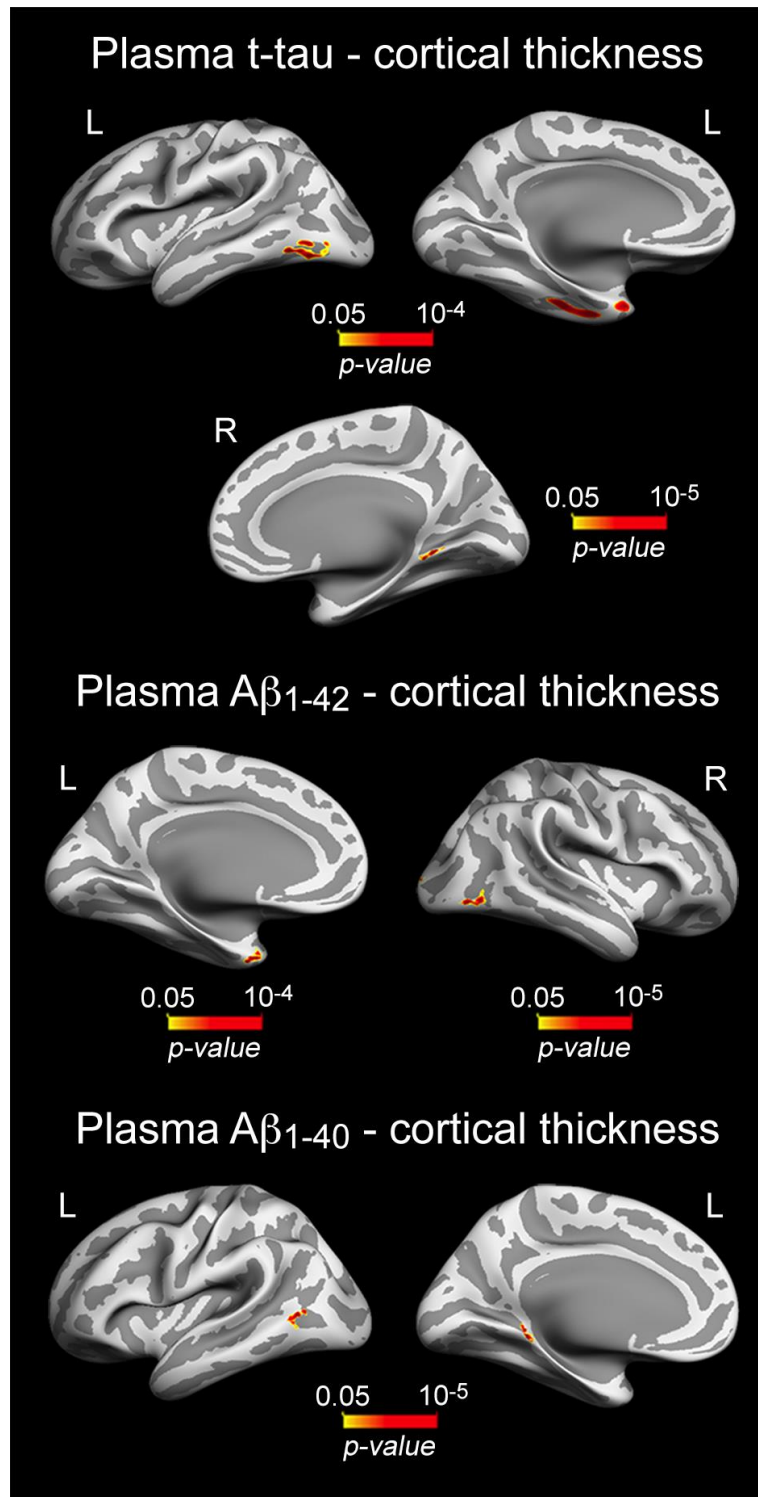 Plasma t-tau - cortical thickness
L L
0.05 10-4
p-value
R
0.05 10-5
p-value
Plasma Aβ1-42 - cortical thickness
L R
0.05 10-4 0.05 10-5
p-value p-value
Plasma Aβ1-40 - cortical thickness
L L
0.05 10-5
p-value